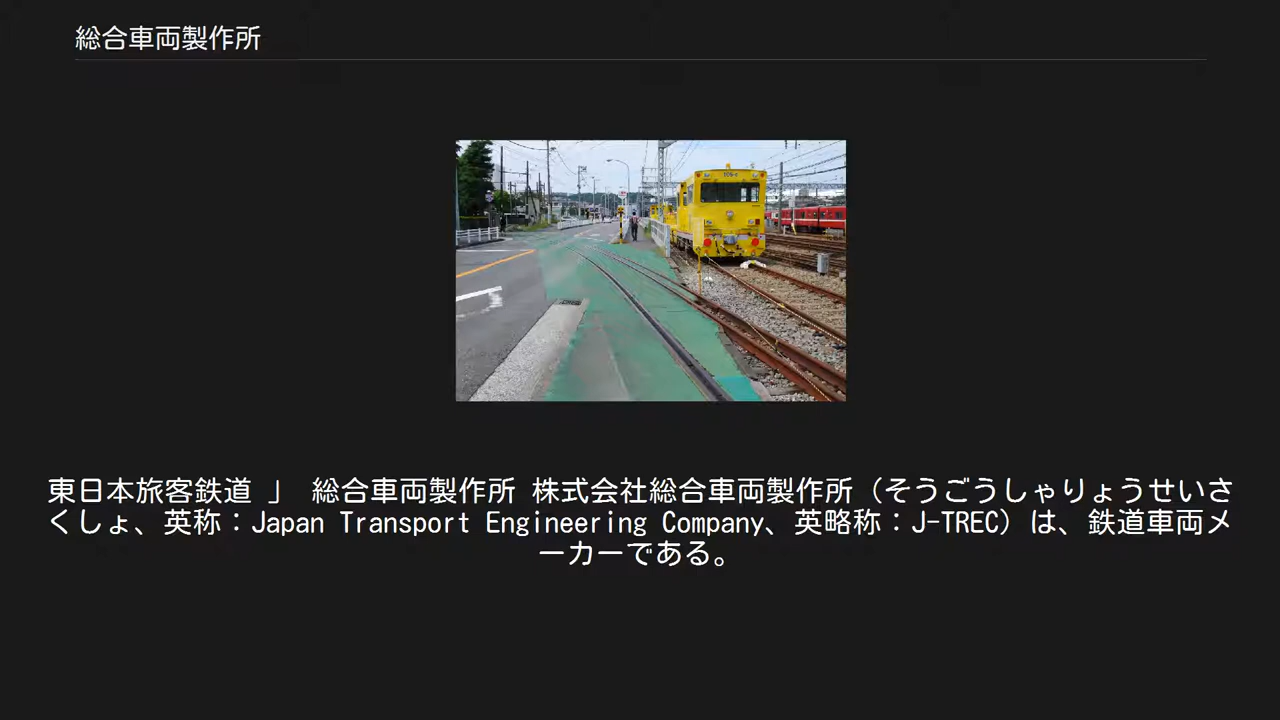 総合車両製作所
東日本旅客鉄道 」 総合車両製作所 株式会社総合車両製作所（そうごうしゃりょうせいさ
くしょ、英称：Japan Transport Engineering Company、英略称：J-TREC）は、鉄道車両メ
ーカーである。